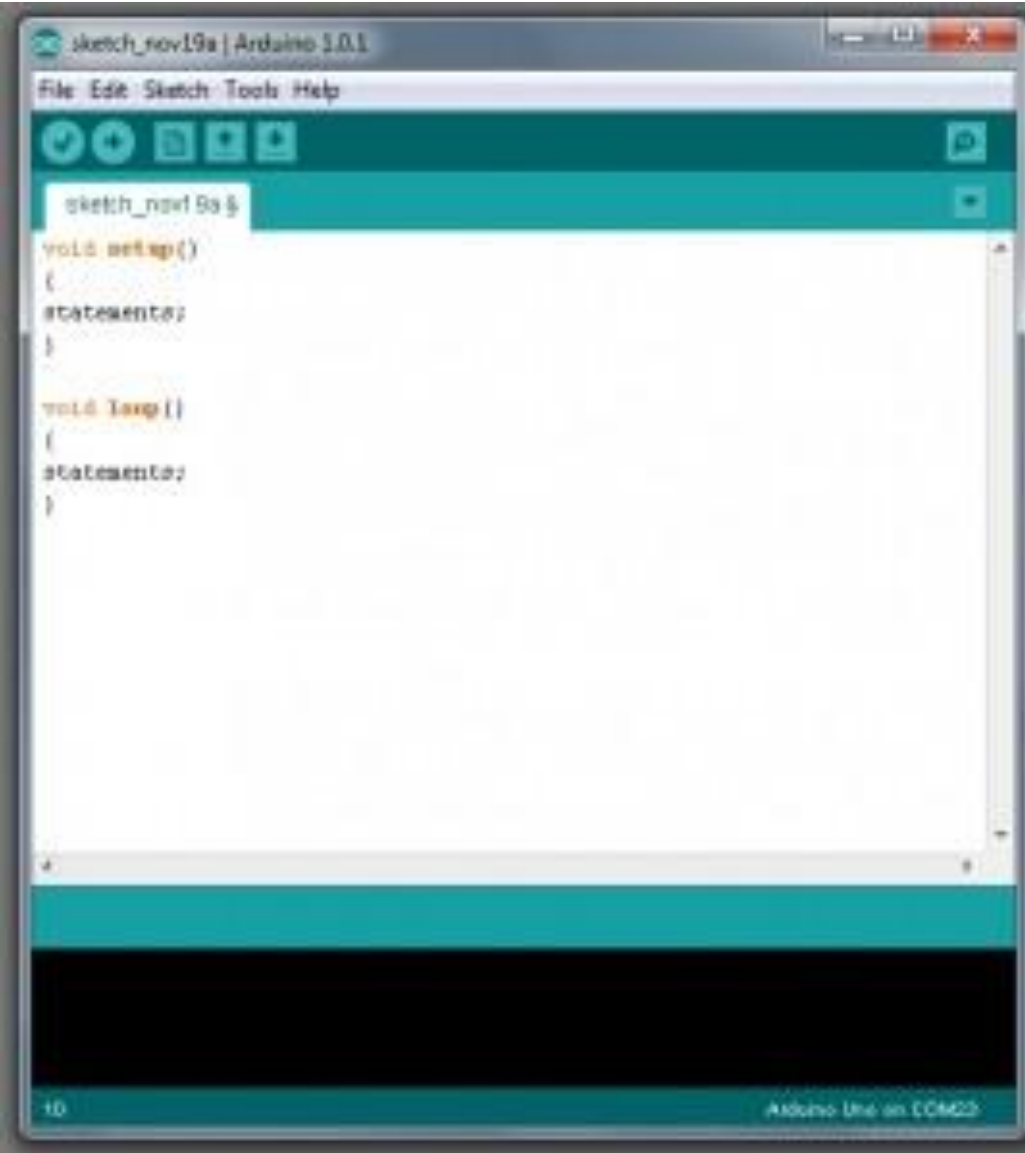 sketch_nov19a | Arduino 1.0.1
File Edit Sketch Tools Help
sketch_nov19a §
void setup()
{
statements;
}
void loop()
{
statements;
}
10
Arduino Uno on COM23